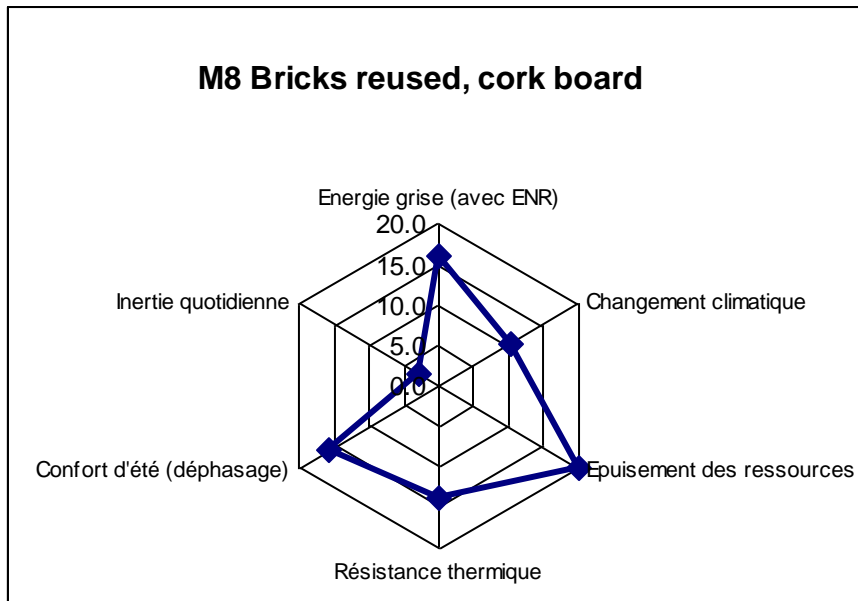 M8 Bricks reused, cork board
Energie grise (avec ENR)
20.0
15.0
10.0
5.0
0.0
Inertie quotidienne
Changement climatique
Confort d'été (déphasage)
Epuisement des ressources
Résistance thermique